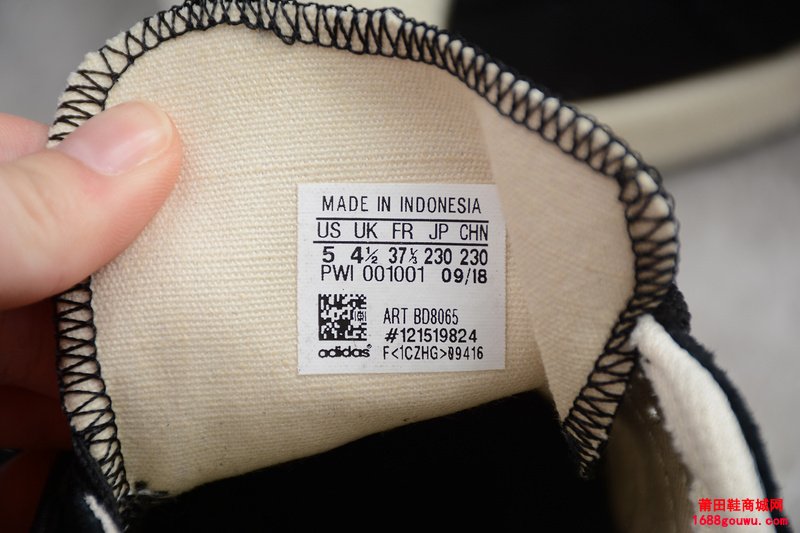 MADE IN INDONESIA
US UK FR JP CHN
5 4½ 37⅓ 230 230
PWI 001001 09/18
ART BD8065
#121519824
adidas® F<1CZHG>09416
莆田鞋商城网
1688gouwu.com